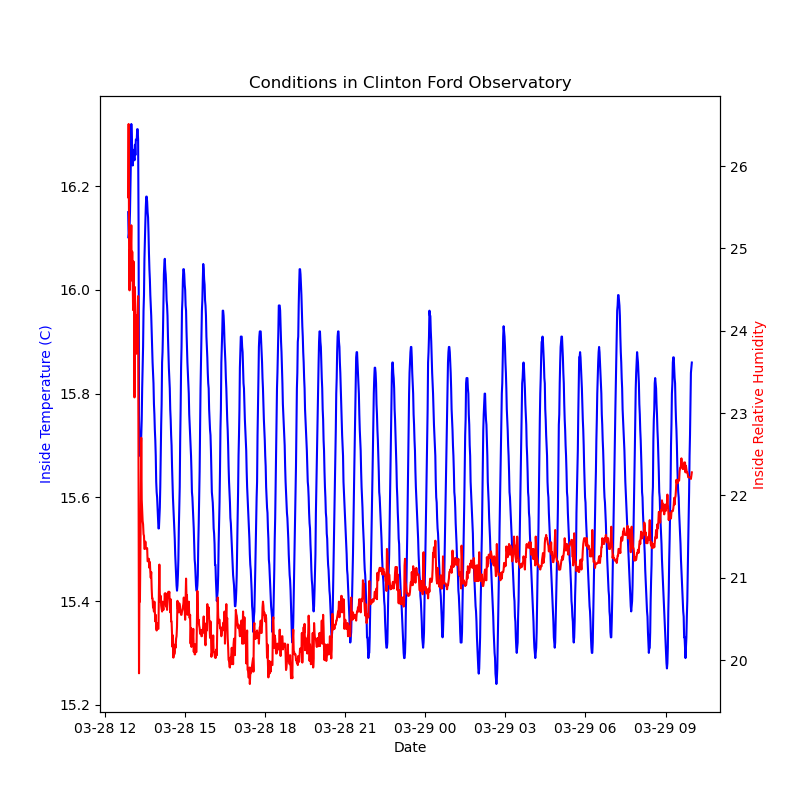 Conditions in Clinton Ford Observatory
Inside Temperature (C)
16.2
16.0
15.8
15.6
15.4
15.2
26
25
24
23
22
21
20
Inside Relative Humidity
03-28 12 03-28 15 03-28 18 03-28 21 03-29 00 03-29 03 03-29 06 03-29 09
Date